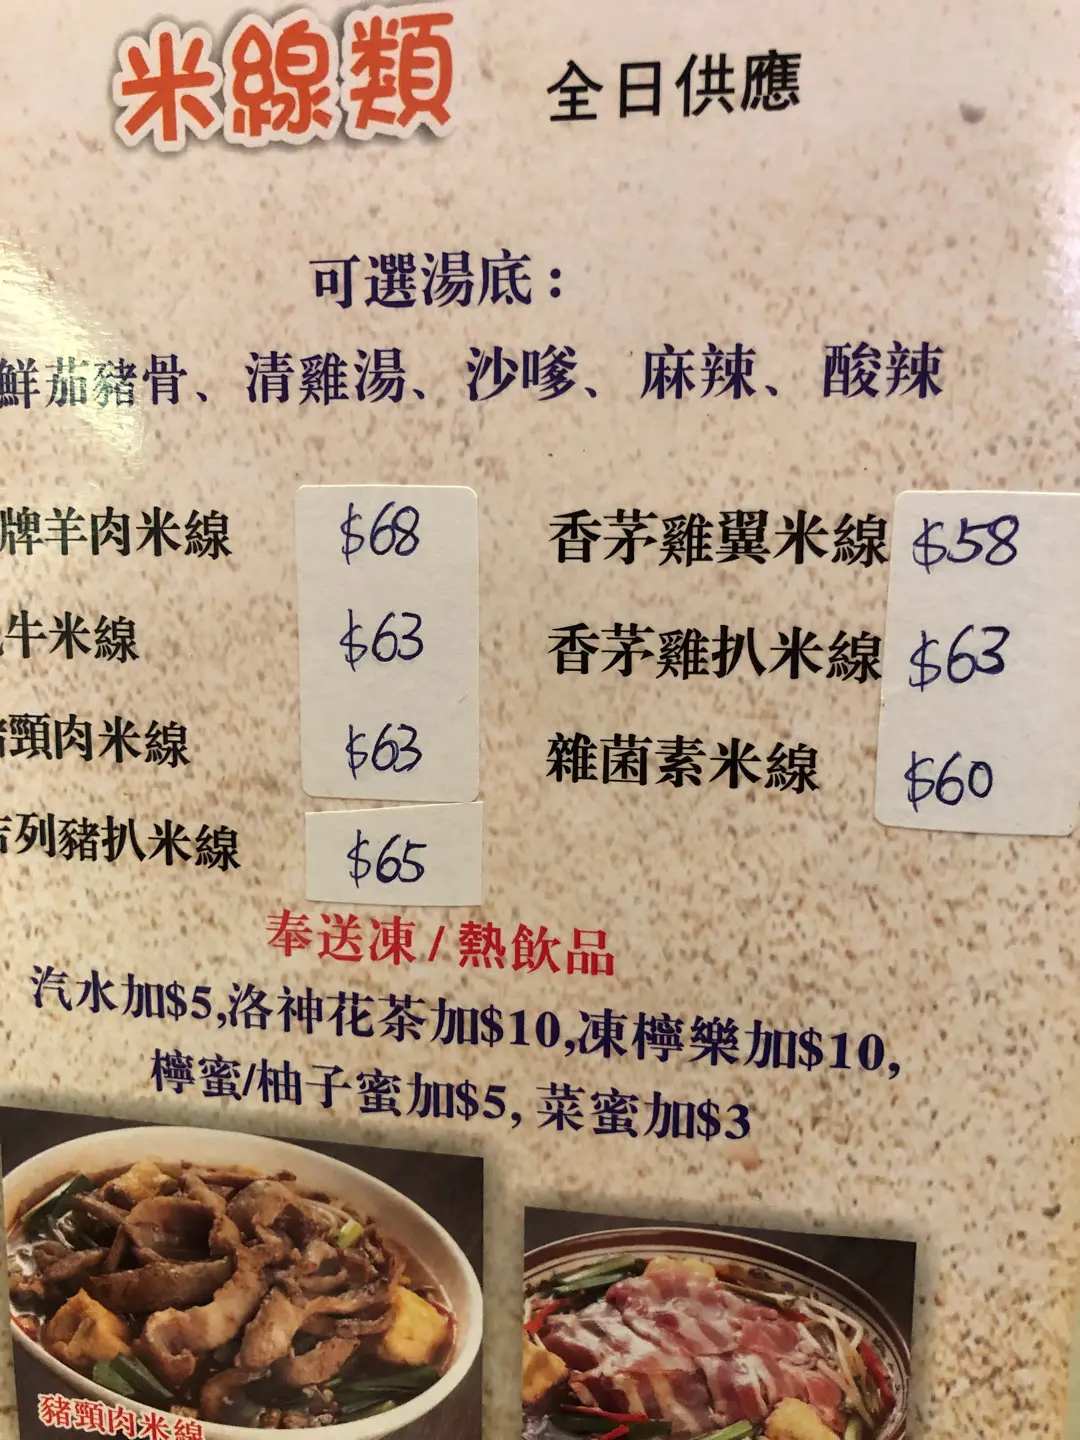 米線類 全日供應
可選湯底：
鮮茄豬骨、清雞湯、沙嗲、麻辣、酸辣
牌羊肉米線 $68 香茅雞翼米線 $58
牛米線 $63 香茅雞扒米線 $63
頸肉米線 $63 雜菌素米線 $60
列豬扒米線 $65
奉送凍/熱飲品
汽水加$5,洛神花茶加$10,凍檸樂加$10,
檸蜜/柚子蜜加$5, 菜蜜加$3
豬頸肉米線